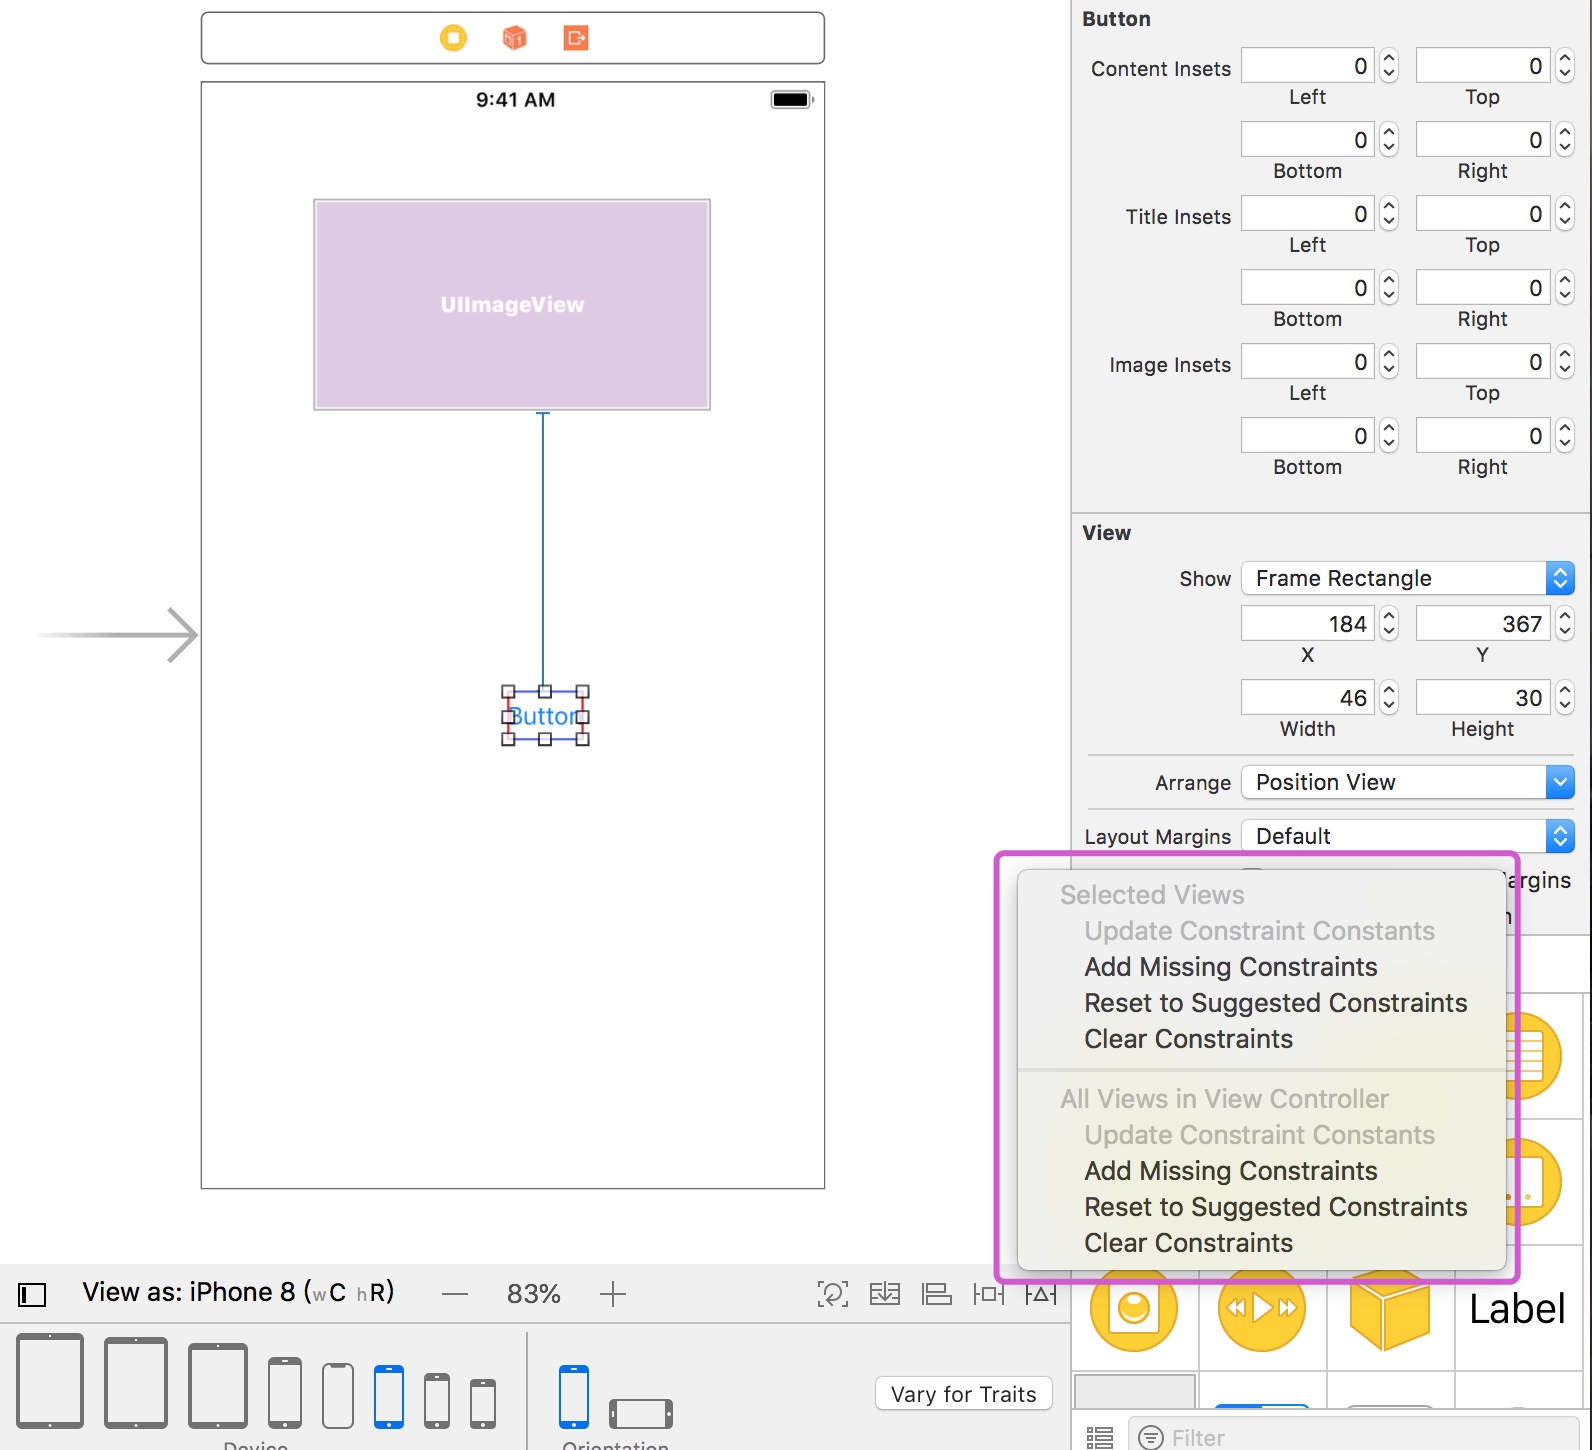 9:41 AM
UIImageView
Button
View as: iPhone 8 (wC hR)
83%
Device
Orientation
Vary for Traits
Button
Content Insets 0 0
Left Top
0 0
Bottom Right
Title Insets 0 0
Left Top
0 0
Bottom Right
Image Insets 0 0
Left Top
0 0
Bottom Right
View
Show Frame Rectangle
184 367
X Y
46 30
Width Height
Arrange Position View
Layout Margins Default
Selected Views
Update Constraint Constants
Add Missing Constraints
Reset to Suggested Constraints
Clear Constraints
All Views in View Controller
Update Constraint Constants
Add Missing Constraints
Reset to Suggested Constraints
Clear Constraints
Label
Filter